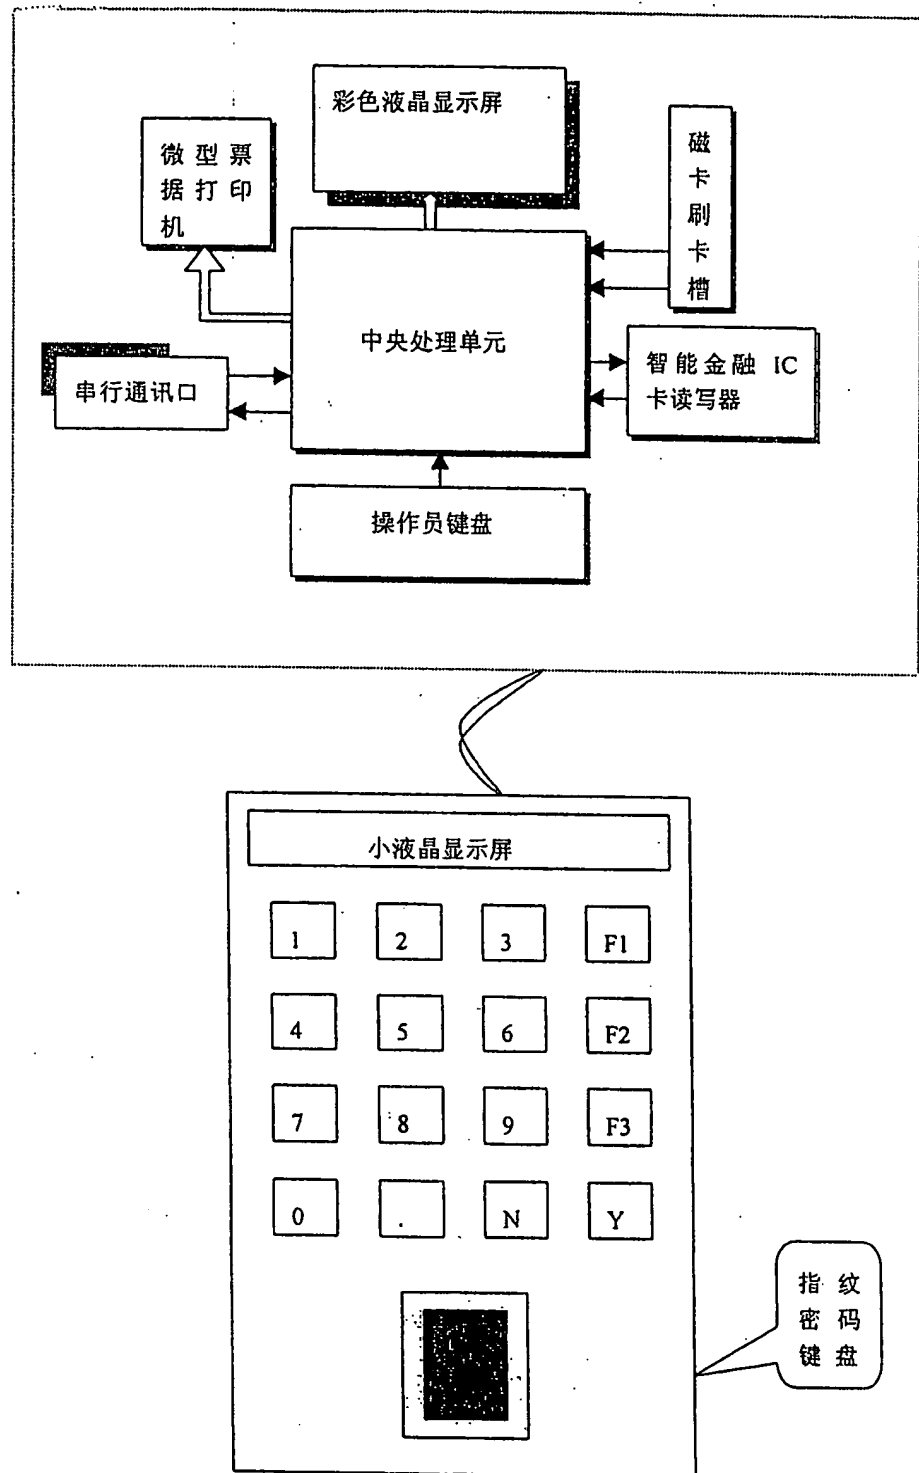 彩色液晶显示屏
微型票
据打印
机
磁
卡
刷
卡
槽
中央处理单元
串行通讯口
智能金融 IC
卡读写器
操作员键盘
小液晶显示屏
1 2 3 F1
4 5 6 F2
7 8 9 F3
0 . N Y
指纹
密码
键盘